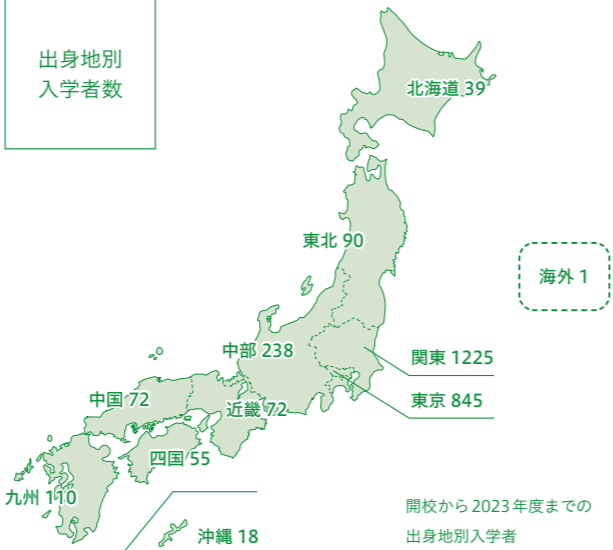 出身地別
入学者数
北海道 39
東北 90
海外 1
中部 238
関東 1225
中国 72
近畿 72
東京 845
四国 55
九州 110
沖縄 18
開校から2023年度までの
出身地別入学者